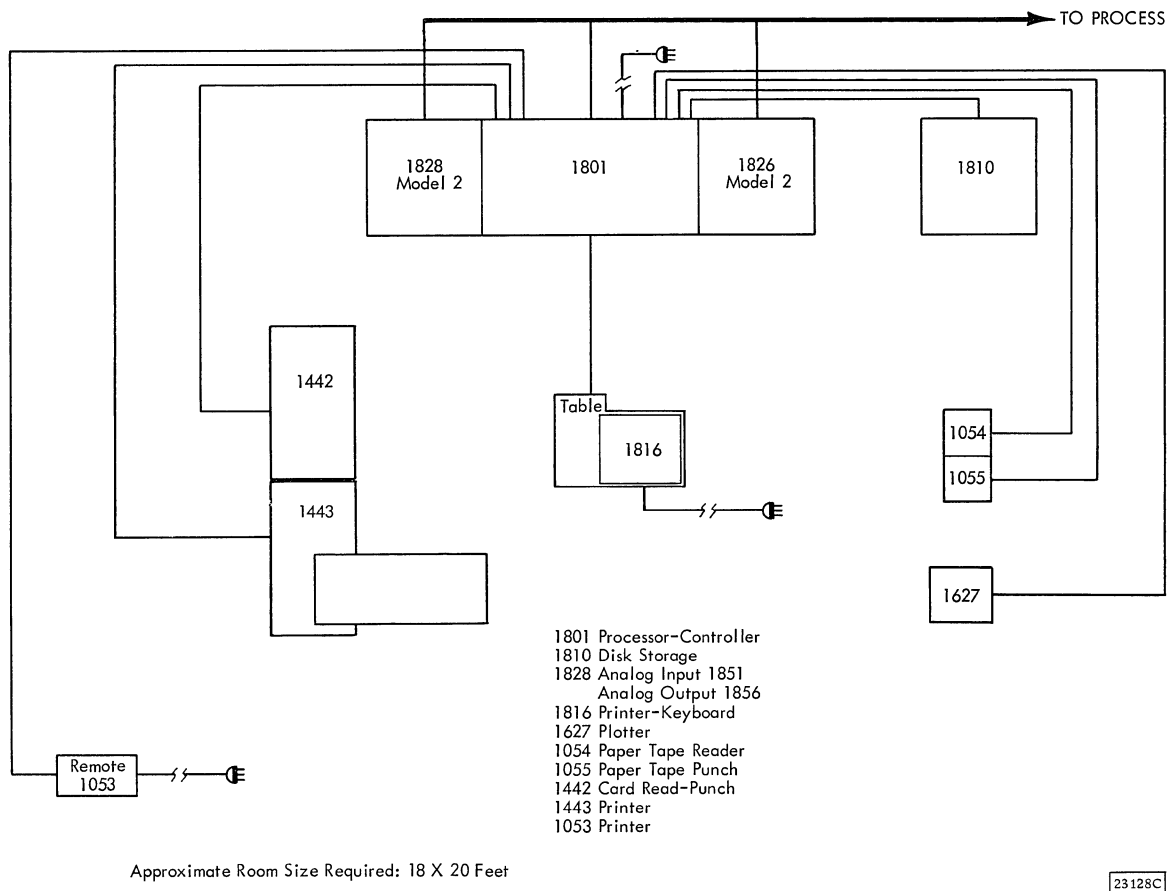 TO PROCESS
1828
Model 2
1801
1826
Model 2
1810
1442
Table
1816
1054
1055
1443
1627
1801 Processor-Controller
1810 Disk Storage
1828 Analog Input 1851
Analog Output 1856
1816 Printer-Keyboard
1627 Plotter
1054 Paper Tape Reader
1055 Paper Tape Punch
1442 Card Read-Punch
1443 Printer
1053 Printer
Remote
1053
Approximate Room Size Required: 18 X 20 Feet
23128C